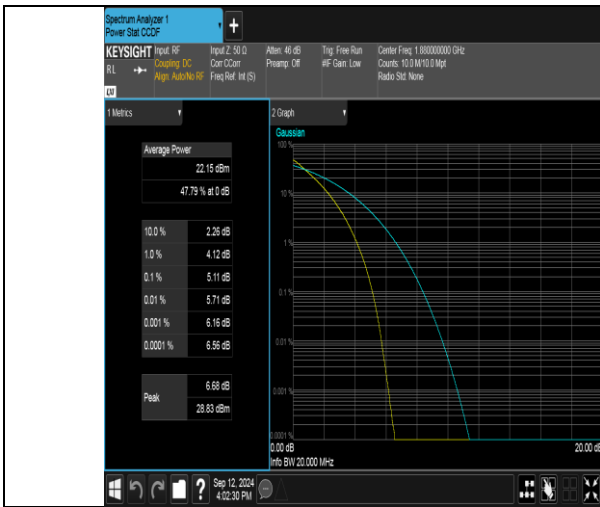 Spectrum Analyzer 1
Power Stat CCDF
+
KEYSIGHT Input: RF Input Z: 50 Ω Atten: 46 dB Trig: Free Run Center Freq: 1.880000000 GHz
RL Coupling: DC Corr CCorr Preamp: Off #IF Gain: Low Counts: 10.0 M/10.0 Mpt
Align: Auto/No RF Freq Ref: Int (S) Radio Std: None
LXI
1 Metrics
Average Power
22.15 dBm
47.79 % at 0 dB
10.0 % 2.26 dB
1.0 % 4.12 dB
0.1 % 5.11 dB
0.01 % 5.71 dB
0.001 % 6.16 dB
0.0001 % 6.56 dB
Peak
6.68 dB
28.83 dBm
2 Graph
Gaussian
100 %
10 %
1 %
0.1 %
0.01 %
0.001 %
0.0001 %
0.00 dB 20.00 dB
Info BW 20.000 MHz
? Sep 12, 2024
4:02:30 PM